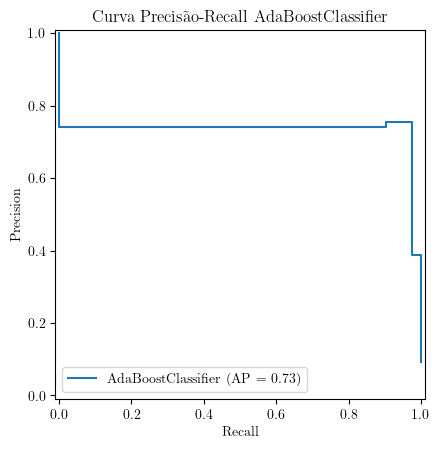 Curva Precisão-Recall AdaBoostClassifier
1.0
0.8
0.6
0.4
0.2
0.0
Precision
AdaBoostClassifier (AP = 0.73)
0.0 0.2 0.4 0.6 0.8 1.0
Recall